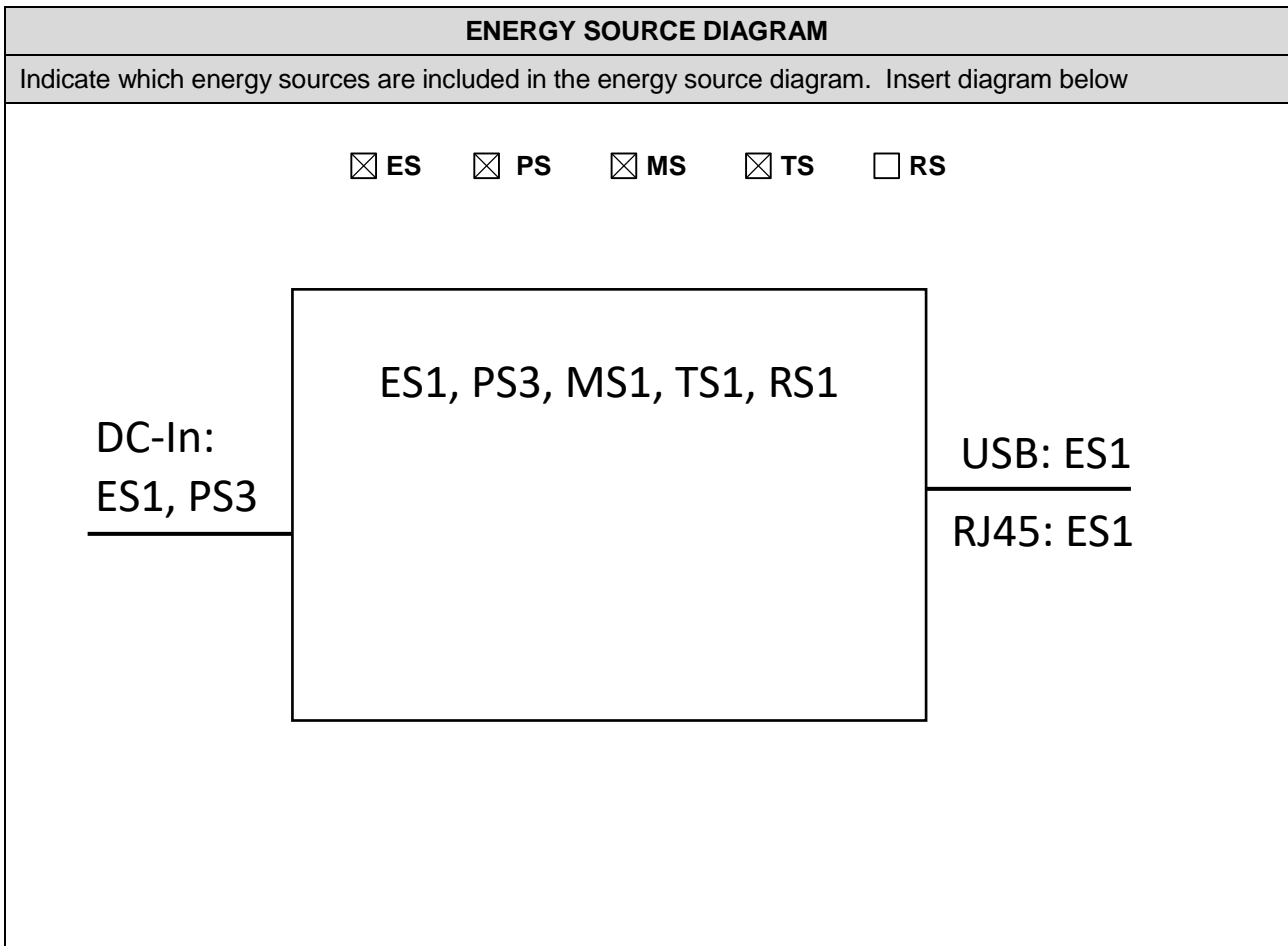 ENERGY SOURCE DIAGRAM
Indicate which energy sources are included in the energy source diagram.  Insert diagram below
☒ ES ☒ PS ☒ MS ☒ TS ☐ RS
ES1, PS3, MS1, TS1, RS1
DC-In:
ES1, PS3
USB: ES1
RJ45: ES1